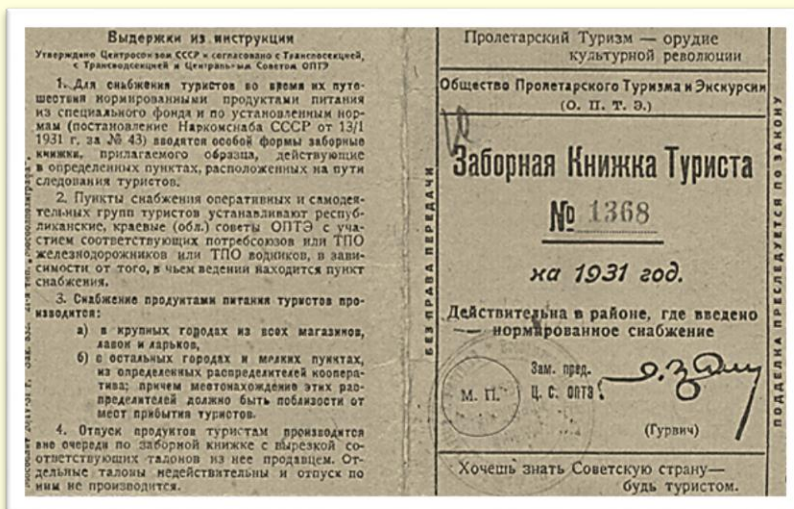 Выдержки из инструкции
Утверждено Центросоюзом СССР и согласовано с Транспосекцией,
с Трансводсекцией и Центральным Советом ОПТЭ
1. Для снабжения туристов во время их путе-
шествия нормированными продуктами питания
из специального фонда и по установленным нор-
мам (постановление Наркомснаба СССР от 13/1
1931 г. за № 43) вводятся особой формы заборные
книжки, прилагаемого образца, действующие
в определенных пунктах, расположенных на пути
следования туристов.
2. Пункты снабжения оперативных и самодея-
тельных групп туристов устанавливают респуб-
ликанские, краевые (обл.) советы ОПТЭ с уча-
стием соответствующих потребсоюзов или ТПО
железнодорожников или ТПО водников, в зави-
симости от того, в чьем ведении находится пункт
снабжения.
3. Снабжение продуктами питания туристов про-
изводится:
а) в крупных городах из всех магазинов,
лавок и ларьков,
б) в остальных городах и мелких пунктах,
из определенных распределителей коопера-
тива; причем местонахождение этих рас-
пределителей должно быть поблизости от
мест прибытия туристов.
4. Отпуск продуктов туристам производится
вне очереди по заборной книжке с вырезкой со-
ответствующих талонов из нее продавцем. От-
дельные талоны недействительны и отпуск по
ним не производится.
Пролетарский Туризм — орудие
культурной революции
Общество Пролетарского Туризма и Экскурсии
(О. П. Т. Э.)
Заборная Книжка Туриста
№ 1368
на 1931 год.
Действительна в районе, где введено
— нормированное снабжение
Зам. пред.
М. П. Ц. С. ОПТЭ
(Гурвич)
Хочешь знать Советскую страну—
будь туристом.
БЕЗ ПРАВА ПЕРЕДАЧИ
ПОДДЕЛКА ПРЕСЛЕДУЕТСЯ ПО ЗАКОНУ